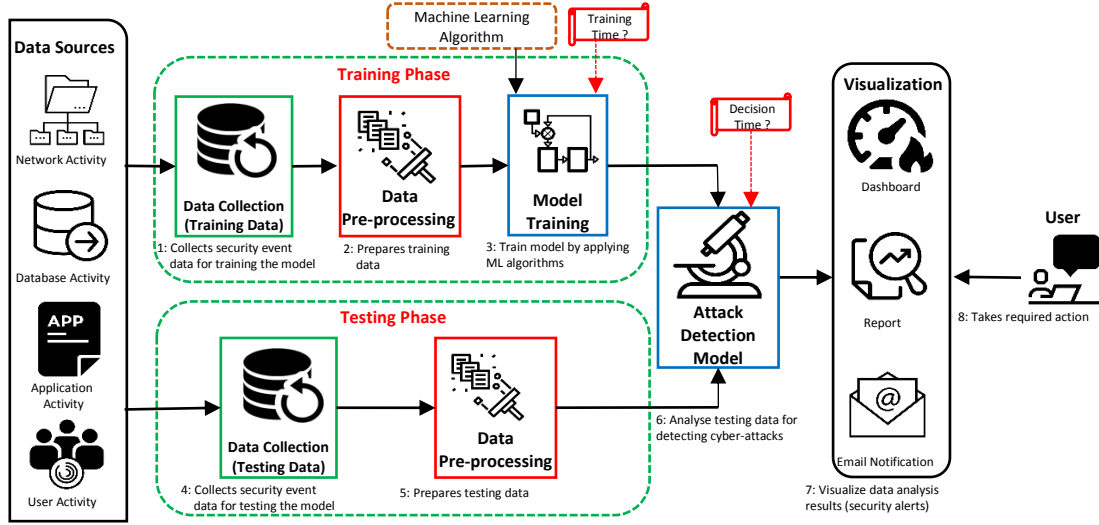 Data Sources
Network Activity
Database Activity
APP
Application
Activity
User Activity
Machine Learning
Algorithm
Training
Time ?
Training Phase
Data Collection
(Training Data)
1: Collects security event
data for training the model
Data
Pre-processing
2: Prepares training
data
Model
Training
3: Train model by applying
ML algorithms
Testing Phase
Data Collection
(Testing Data)
4: Collects security event
data for testing the model
Data
Pre-processing
5: Prepares testing data
Decision
Time ?
Attack
Detection
Model
6: Analyse testing data for
detecting cyber-attacks
Visualization
Dashboard
Report
@
Email Notification
7: Visualize data analysis
results (security alerts)
User
8: Takes required action